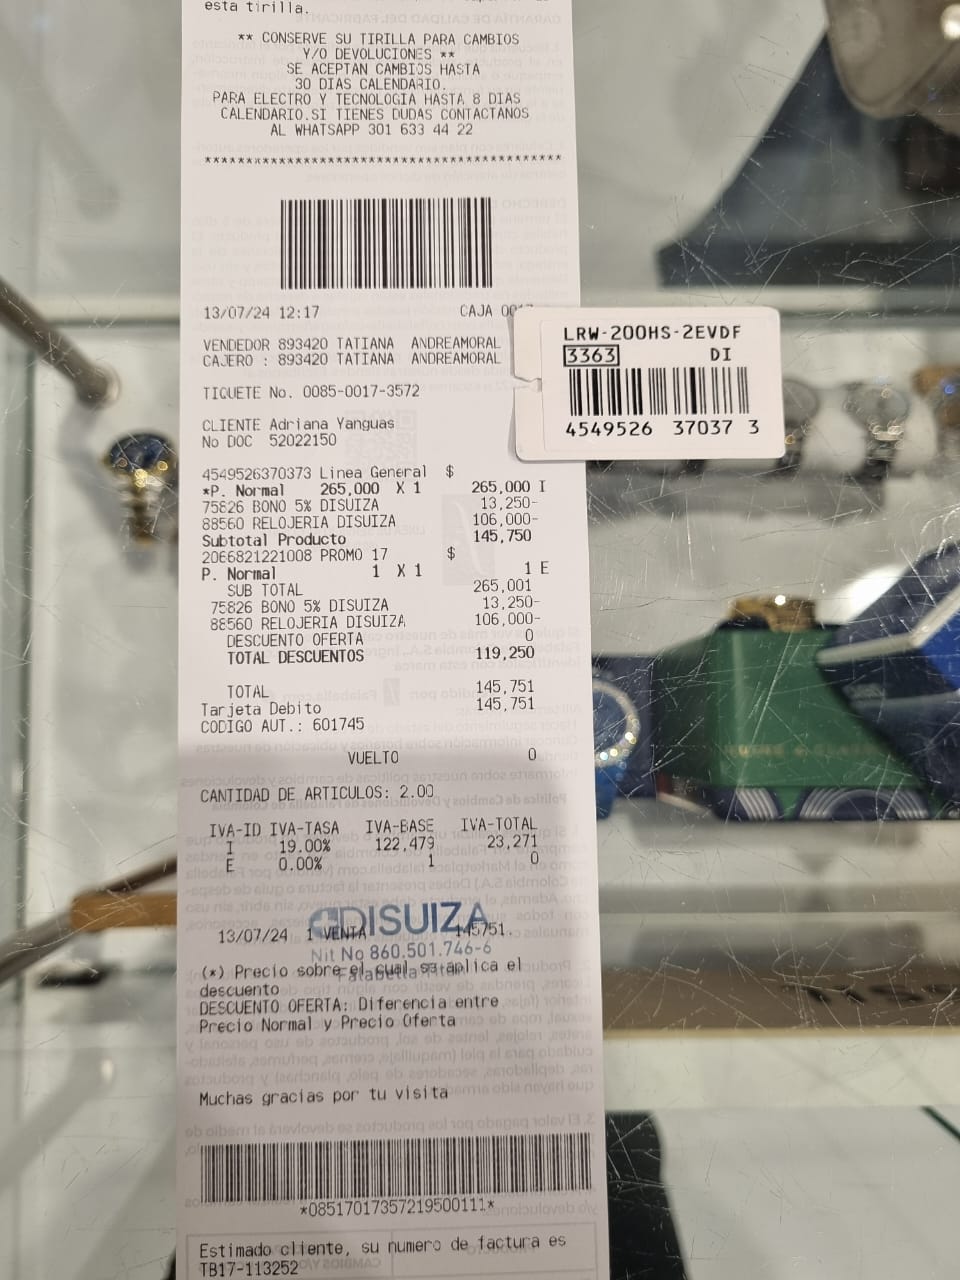 esta tirilla.
** CONSERVE SU TIRILLA PARA CAMBIOS
Y/O DEVOLUCIONES **
SE ACEPTAN CAMBIOS HASTA
30 DIAS CALENDARIO.
PARA ELECTRO Y TECNOLOGIA HASTA 8 DIAS
CALENDARIO.SI TIENES DUDAS CONTACTANOS
AL WHATSAPP 301 633 44 22
13/07/24 12:17 CAJA
VENDEDOR 893420 TATIANA ANDREAMORAL
CAJERO : 893420 TATIANA ANDREAMORAL
TIQUETE No. 0085-0017-3572
CLIENTE Adriana Yanguas
No DOC 52022150
4549526370373 Linea General $
*P. Normal 265,000 X 1 265,000 I
75826 BONO 5% DISUIZA 13,250-
88560 RELOJERIA DISUIZA 106,000-
Subtotal Producto 145,750
2066821221008 PROMO 17 $
P. Normal 1 X 1 1 E
SUB TOTAL 265,001
75826 BONO 5% DISUIZA 13,250-
88560 RELOJERIA DISUIZA 106,000-
DESCUENTO OFERTA 0
TOTAL DESCUENTOS 119,250
TOTAL 145,751
Tarjeta Debito 145,751
CODIGO AUT.: 601745
VUELTO 0
CANTIDAD DE ARTICULOS: 2.00
IVA-ID IVA-TASA IVA-BASE IVA-TOTAL
I 19.00% 122,479 23,271
E 0.00% 1 0
DISUIZA
13/07/24 1 VENTA 145751.
Nit No 860.501.746-6
Falabella Titan
(*) Precio sobre el cual se aplica el
descuento
DESCUENTO OFERTA: Diferencia entre
Precio Normal y Precio Oferta
Muchas gracias por tu visita
*08517017357219500111*
Estimado cliente, su numero de factura es
TB17-113252
LRW-200HS-2EVDF
3363 DI
4549526 37037 3